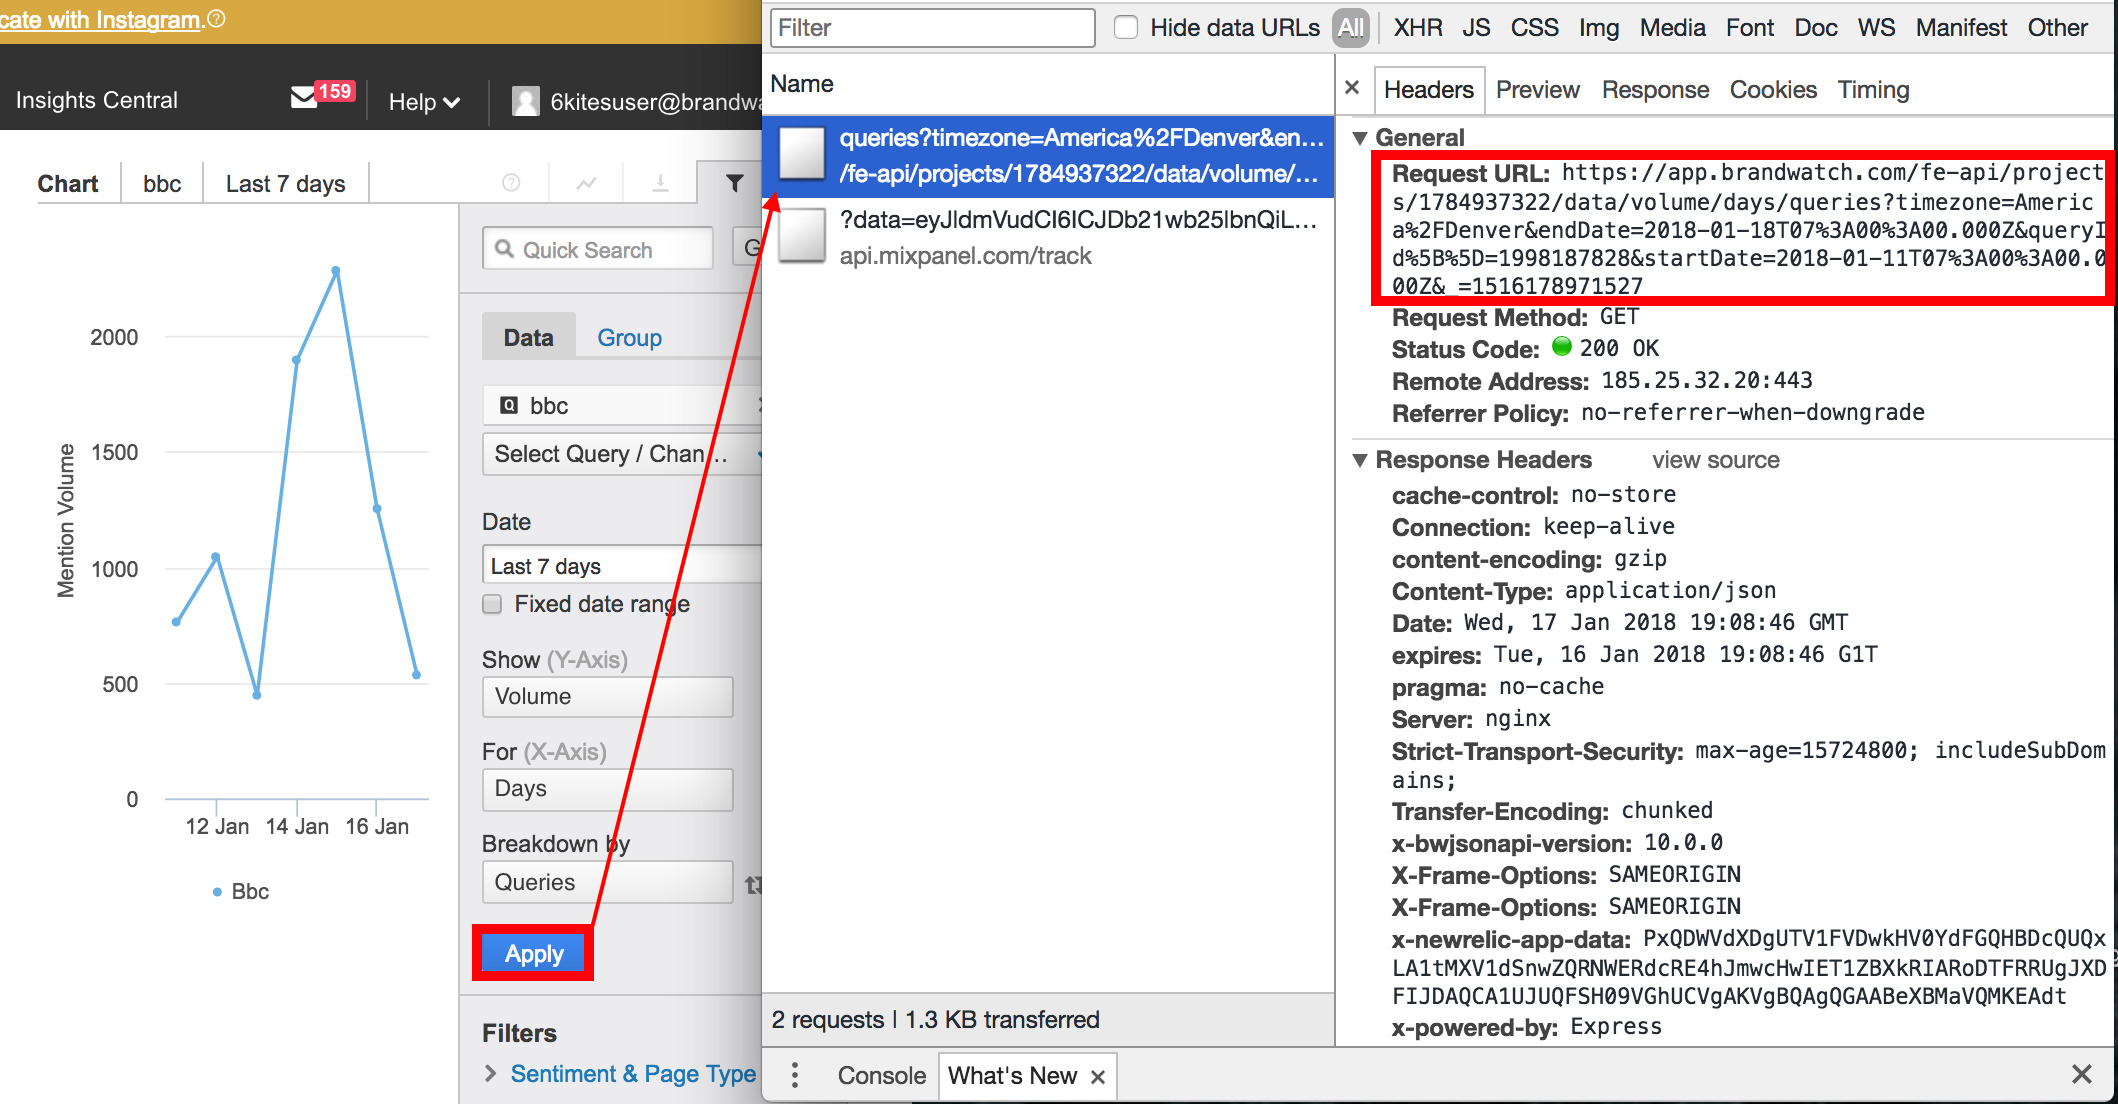 cate with Instagram.
Insights Central
159
Help
6kitesuser@brandwa
Chart
bbc
Last 7 days
2000
1500
1000
500
0
Mention Volume
12 Jan
14 Jan
16 Jan
Bbc
Quick Search
G
Data
Group
bbc
Select Query / Chan ..
Date
Last 7 days
Fixed date range
Show (Y-Axis)
Volume
For (X-Axis)
Days
Breakdown by
Queries
Apply
Filters
Sentiment & Page Type
Filter
Hide data URLs
All
XHR
JS
CSS
Img
Media
Font
Doc
WS
Manifest
Other
Name
queries?timezone=America%2FDenver&en...
/fe-api/projects/1784937322/data/volume/...
?data=eyJldmVudCI6ICJDb21wb25lbnQiL...
api.mixpanel.com/track
2 requests | 1.3 KB transferred
Headers
Preview
Response
Cookies
Timing
General
Request URL: https://app.brandwatch.com/fe-api/project
s/1784937322/data/volume/days/queries?timezone=Americ
a%2FDenver&endDate=2018-01-18T07%3A00%3A00.000Z&queryI
d%5B%5D=1998187828&startDate=2018-01-11T07%3A00%3A00.0
00Z&_=1516178971527
Request Method: GET
Status Code: 200 OK
Remote Address: 185.25.32.20:443
Referrer Policy: no-referrer-when-downgrade
Response Headers
view source
cache-control: no-store
Connection: keep-alive
content-encoding: gzip
Content-Type: application/json
Date: Wed, 17 Jan 2018 19:08:46 GMT
expires: Tue, 16 Jan 2018 19:08:46 G1T
pragma: no-cache
Server: nginx
Strict-Transport-Security: max-age=15724800; includeSubDom
ains;
Transfer-Encoding: chunked
x-bwjsonapi-version: 10.0.0
X-Frame-Options: SAMEORIGIN
X-Frame-Options: SAMEORIGIN
x-newrelic-app-data: PxQDWVdXDgUTV1FVDwkHV0YdFGQHBDcQUQx
LA1tMXV1dSnwZQRNWERdcRE4hJmwcHwIET1ZBXkRIARoDTFRRUgJXD
FIJDAQCA1UJUQFSH09VGhUCVgAKVgBQAgQGAABeXBMaVQMKEAdt
x-powered-by: Express
Console
What's New